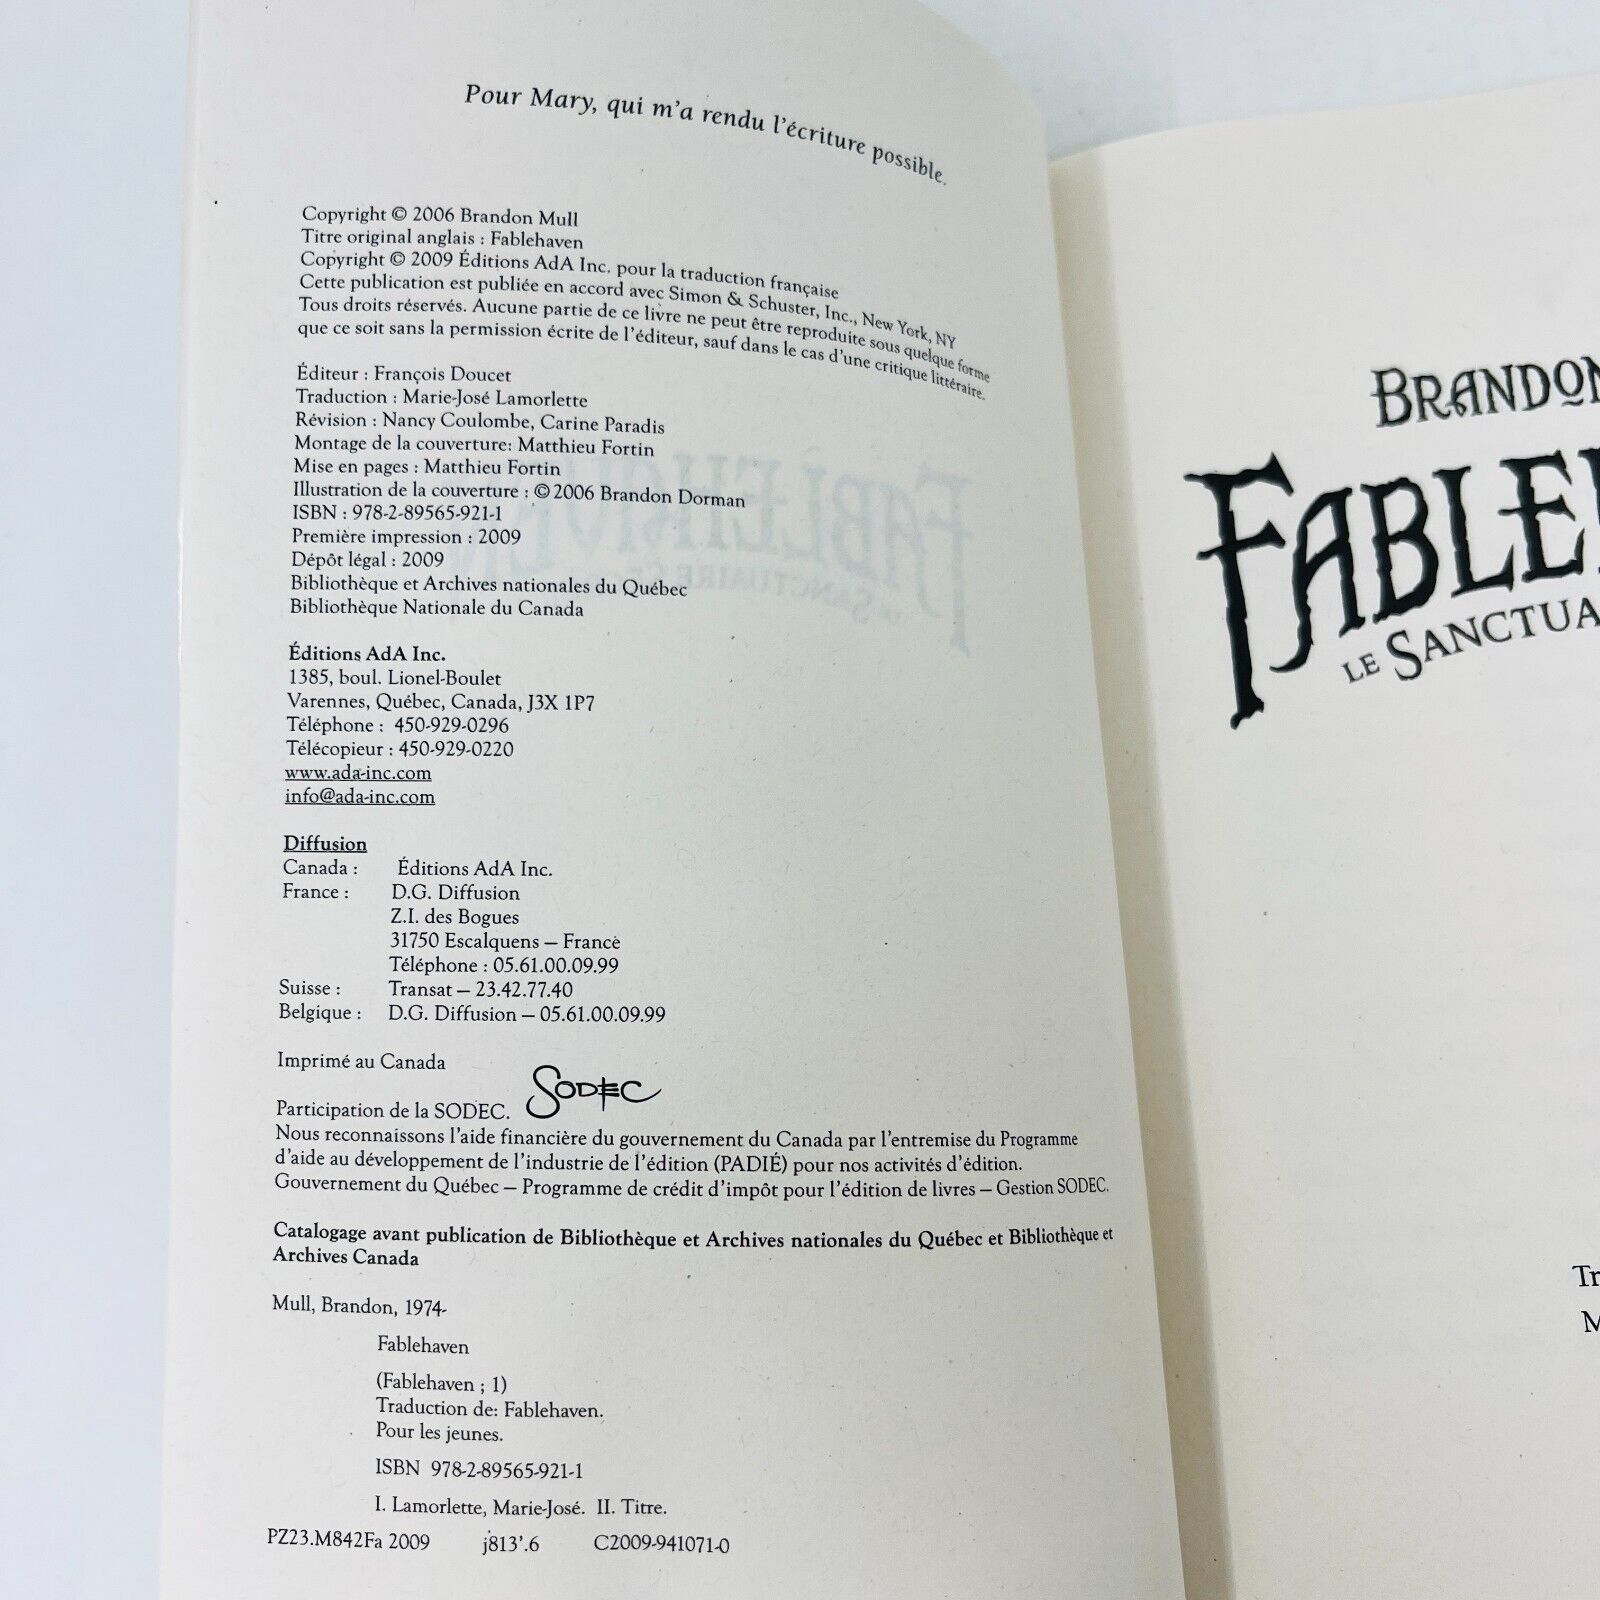 Pour Mary, qui m'a rendu l'écriture possible.
Copyright © 2006 Brandon Mull
Titre original anglais : Fablehaven
Copyright © 2009 Éditions AdA Inc. pour la traduction française
Cette publication est publiée en accord avec Simon & Schuster, Inc., New York, NY
Tous droits réservés. Aucune partie de ce livre ne peut être reproduite sous quelque forme
que ce soit sans la permission écrite de l'éditeur, sauf dans le cas d'une critique littéraire.
Éditeur : François Doucet
Traduction : Marie-José Lamorlette
Révision : Nancy Coulombe, Carine Paradis
Montage de la couverture: Matthieu Fortin
Mise en pages : Matthieu Fortin
Illustration de la couverture : © 2006 Brandon Dorman
ISBN : 978-2-89565-921-1
Première impression : 2009
Dépôt légal : 2009
Bibliothèque et Archives nationales du Québec
Bibliothèque Nationale du Canada
Éditions AdA Inc.
1385, boul. Lionel-Boulet
Varennes, Québec, Canada, J3X 1P7
Téléphone : 450-929-0296
Télécopieur : 450-929-0220
www.ada-inc.com
info@ada-inc.com
Diffusion
Canada : Éditions AdA Inc.
France : D.G. Diffusion
Z.I. des Bogues
31750 Escalquens – France
Téléphone : 05.61.00.09.99
Suisse : Transat – 23.42.77.40
Belgique : D.G. Diffusion – 05.61.00.09.99
Imprimé au Canada
Participation de la SODEC. SODEC
Nous reconnaissons l'aide financière du gouvernement du Canada par l'entremise du Programme
d'aide au développement de l'industrie de l'édition (PADIÉ) pour nos activités d'édition.
Gouvernement du Québec – Programme de crédit d'impôt pour l'édition de livres – Gestion SODEC.
Catalogage avant publication de Bibliothèque et Archives nationales du Québec et Bibliothèque et
Archives Canada
Mull, Brandon, 1974-
Fablehaven
(Fablehaven ; 1)
Traduction de: Fablehaven.
Pour les jeunes.
ISBN 978-2-89565-921-1
I. Lamorlette, Marie-José. II. Titre.
PZ23.M842Fa 2009 j813'.6 C2009-941071-0
BRANDON
FABLE
LE SANCTUA
Tr
M